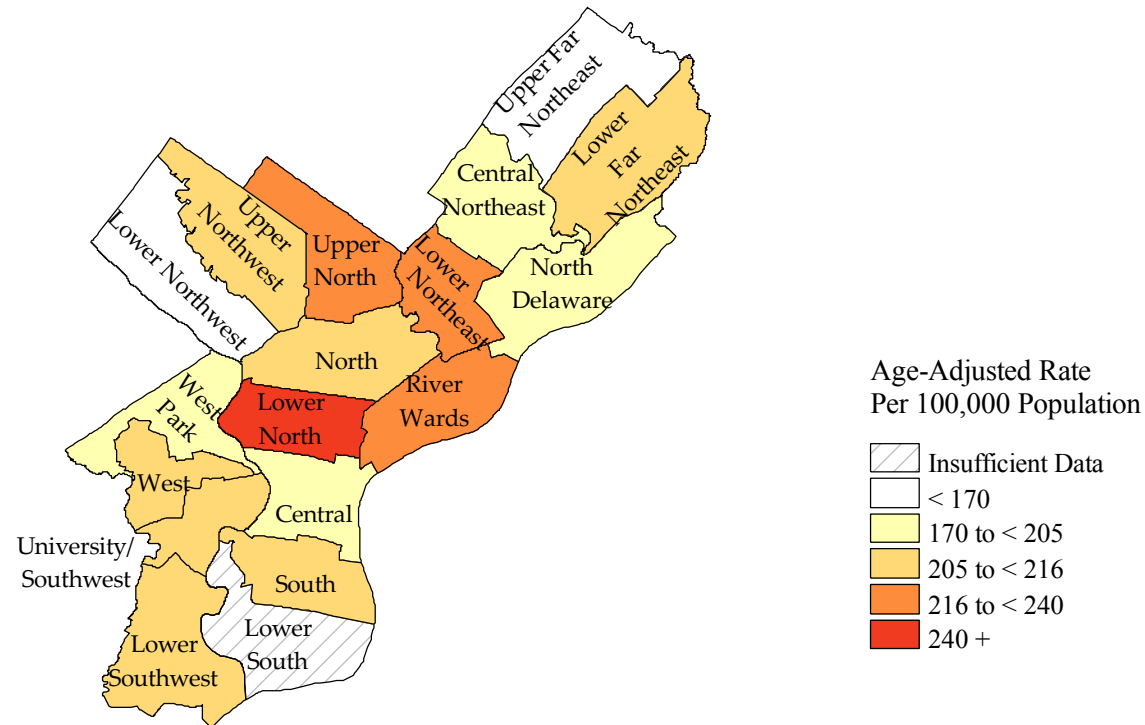 Upper Far
Northeast
Lower
Far
Northeast
Central
Northeast
North
Delaware
Lower
Northeast
Upper
North
Upper
Northwest
Lower Northwest
North
River
Wards
Lower
North
West
Park
West
Central
University/
Southwest
South
Lower
South
Lower
Southwest
Age-Adjusted Rate
Per 100,000 Population
Insufficient Data
< 170
170 to < 205
205 to < 216
216 to < 240
240 +